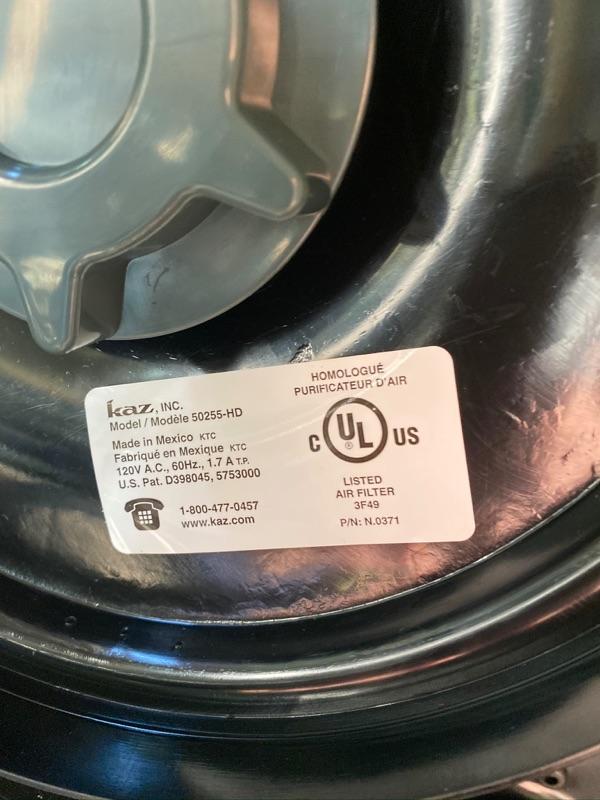 Kaz, INC.
Model / Modèle 50255-HD
Made in Mexico KTC
Fabriqué en Mexique KTC
120V A.C., 60Hz., 1.7 A T.P.
U.S. Pat. D398045, 5753000
1-800-477-0457
www.kaz.com
HOMOLOGUÉ
PURIFICATEUR D'AIR
C UL® US
LISTED
AIR FILTER
3F49
P/N: N.0371